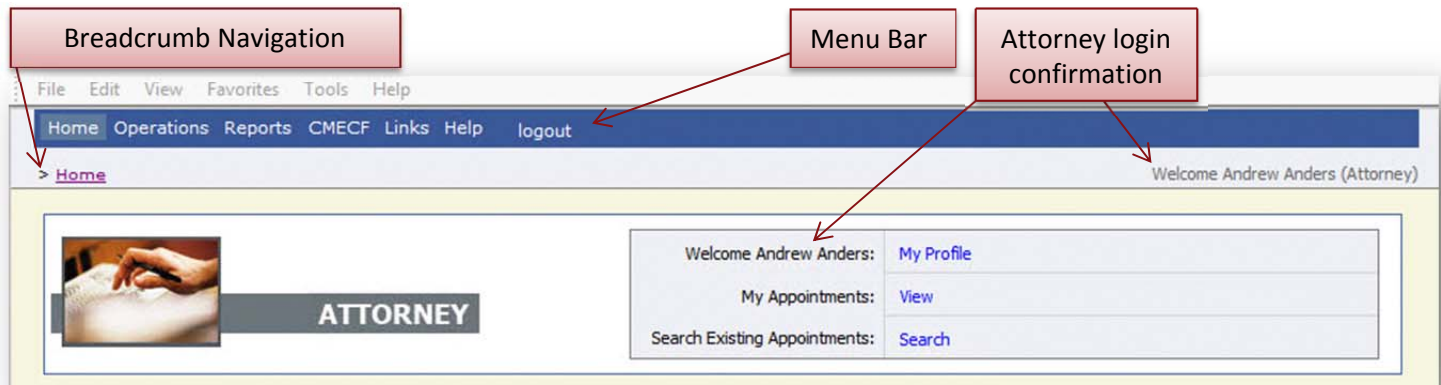 Breadcrumb Navigation
Menu Bar
Attorney login
confirmation
File Edit View Favorites Tools Help
Home Operations Reports CMECF Links Help logout
> Home
Welcome Andrew Anders (Attorney)
ATTORNEY
Welcome Andrew Anders: My Profile
My Appointments: View
Search Existing Appointments: Search